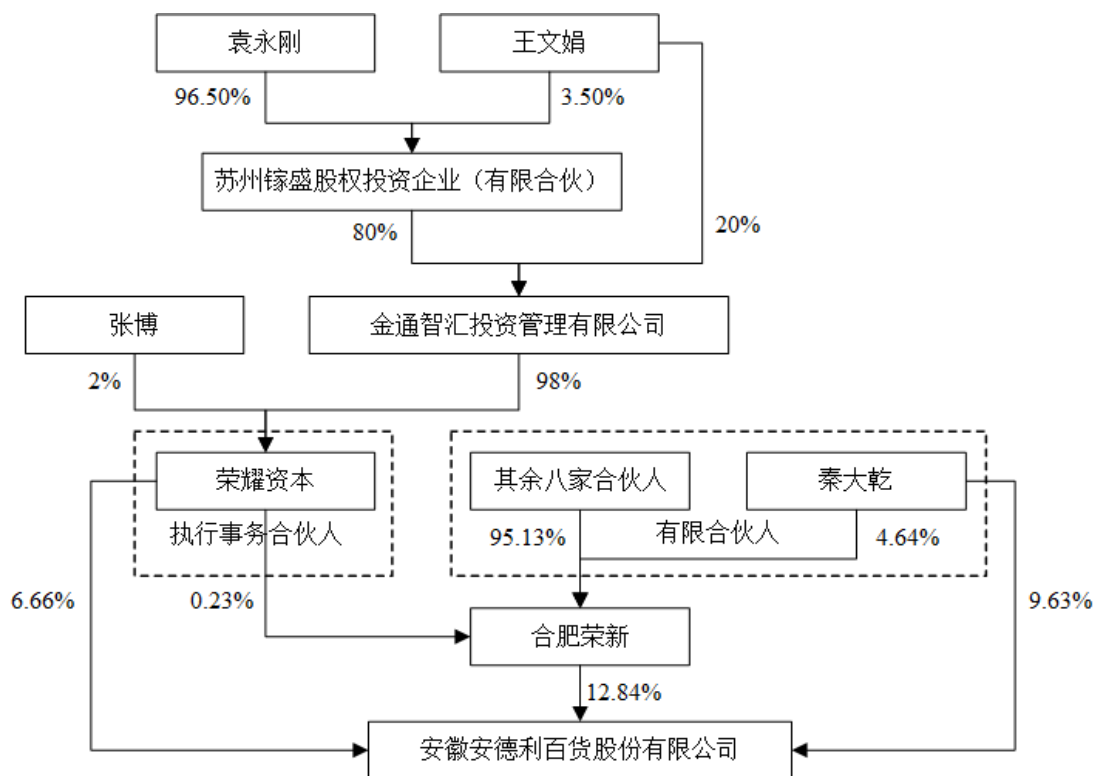 袁永刚
王文娟
96.50%
3.50%
苏州镓盛股权投资企业（有限合伙）
80%
20%
张博
金通智汇投资管理有限公司
2%
98%
荣耀资本
其余八家合伙人
秦大乾
执行事务合伙人
95.13%
有限合伙人
4.64%
6.66%
0.23%
9.63%
合肥荣新
12.84%
安徽安德利百货股份有限公司